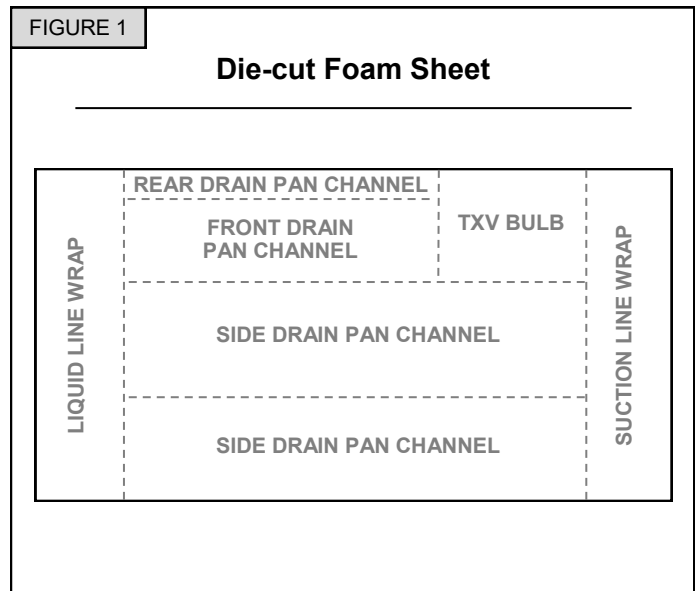 FIGURE 1
Die-cut Foam Sheet
LIQUID LINE WRAP
REAR DRAIN PAN CHANNEL
FRONT DRAIN
PAN CHANNEL
TXV BULB
SIDE DRAIN PAN CHANNEL
SIDE DRAIN PAN CHANNEL
SUCTION LINE WRAP